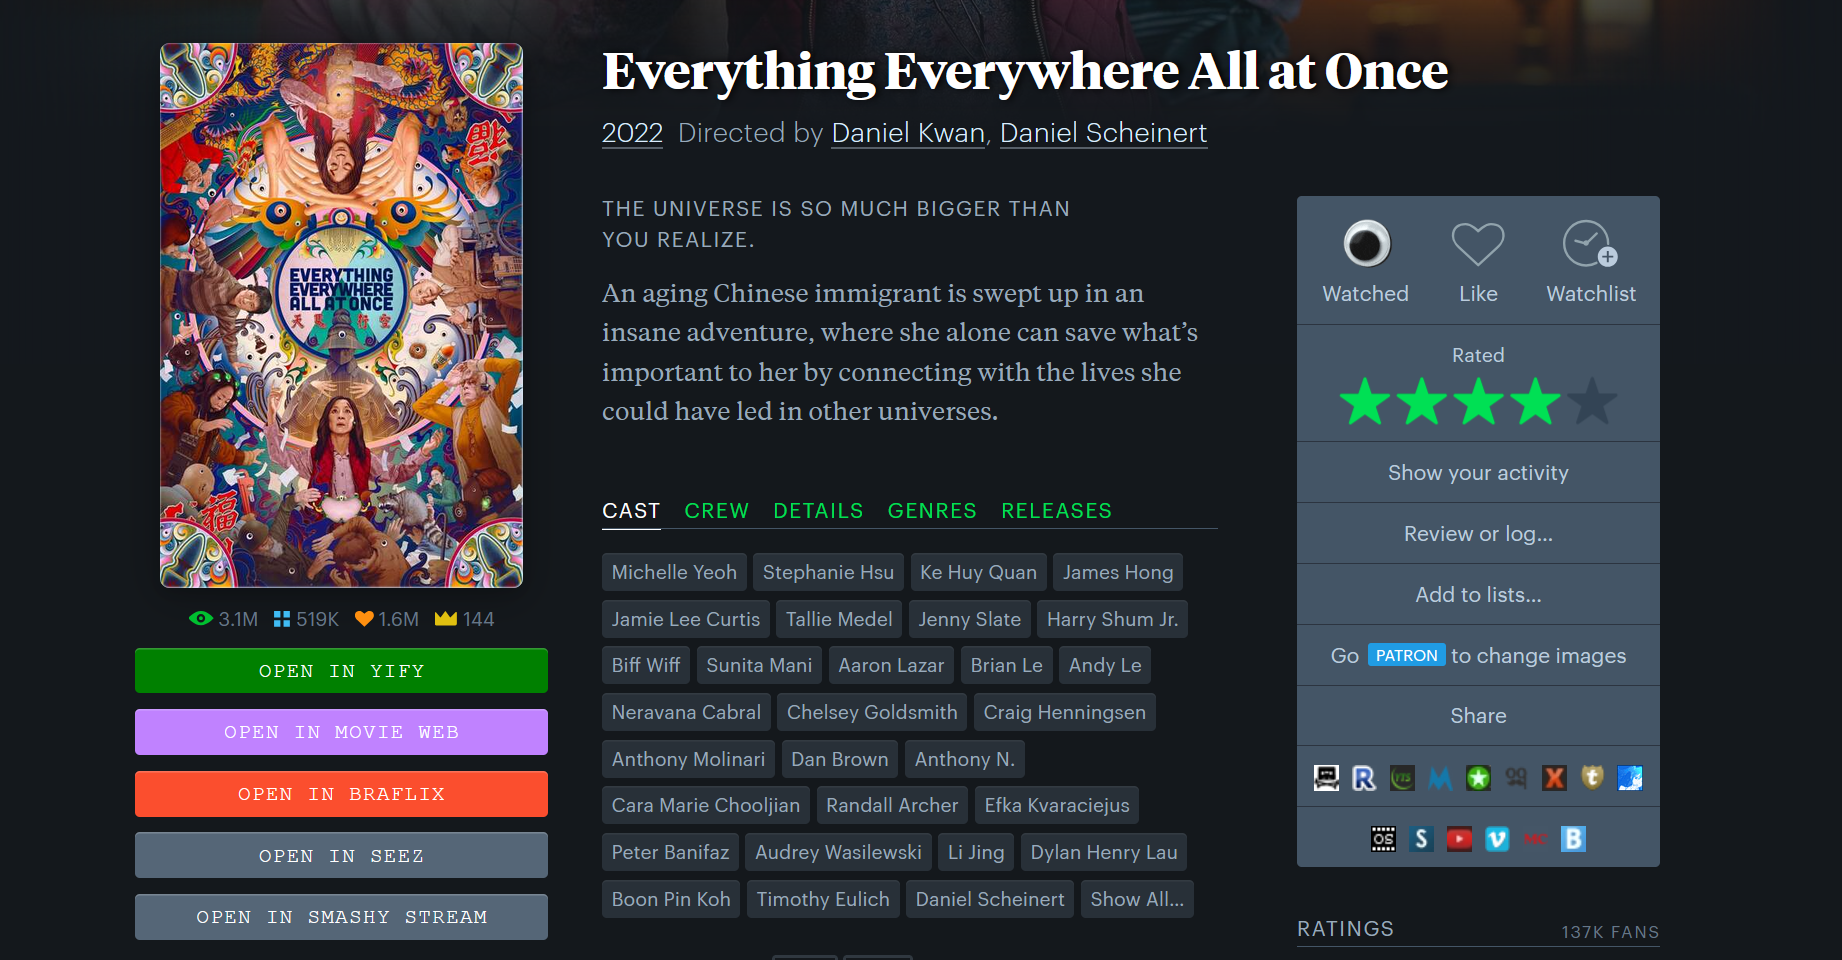 Everything Everywhere All at Once
2022 Directed by Daniel Kwan, Daniel Scheinert
THE UNIVERSE IS SO MUCH BIGGER THAN
YOU REALIZE.
An aging Chinese immigrant is swept up in an
insane adventure, where she alone can save what’s
important to her by connecting with the lives she
could have led in other universes.
EVERYTHING
EVERYWHERE
ALL AT ONCE
福
3.1M 519K 1.6M 144
OPEN IN YIFY
OPEN IN MOVIE WEB
OPEN IN BRAFLIX
OPEN IN SEEZ
OPEN IN SMASHY STREAM
CAST CREW DETAILS GENRES RELEASES
Michelle Yeoh Stephanie Hsu Ke Huy Quan James Hong
Jamie Lee Curtis Tallie Medel Jenny Slate Harry Shum Jr.
Biff Wiff Sunita Mani Aaron Lazar Brian Le Andy Le
Neravana Cabral Chelsey Goldsmith Craig Henningsen
Anthony Molinari Dan Brown Anthony N.
Cara Marie Chooljian Randall Archer Efka Kvaraciejus
Peter Banifaz Audrey Wasilewski Li Jing Dylan Henry Lau
Boon Pin Koh Timothy Eulich Daniel Scheinert Show All…
Watched Like Watchlist
Rated
Show your activity
Review or log…
Add to lists…
Go PATRON to change images
Share
R YTS M X t
OS S V MC B
RATINGS 137K FANS